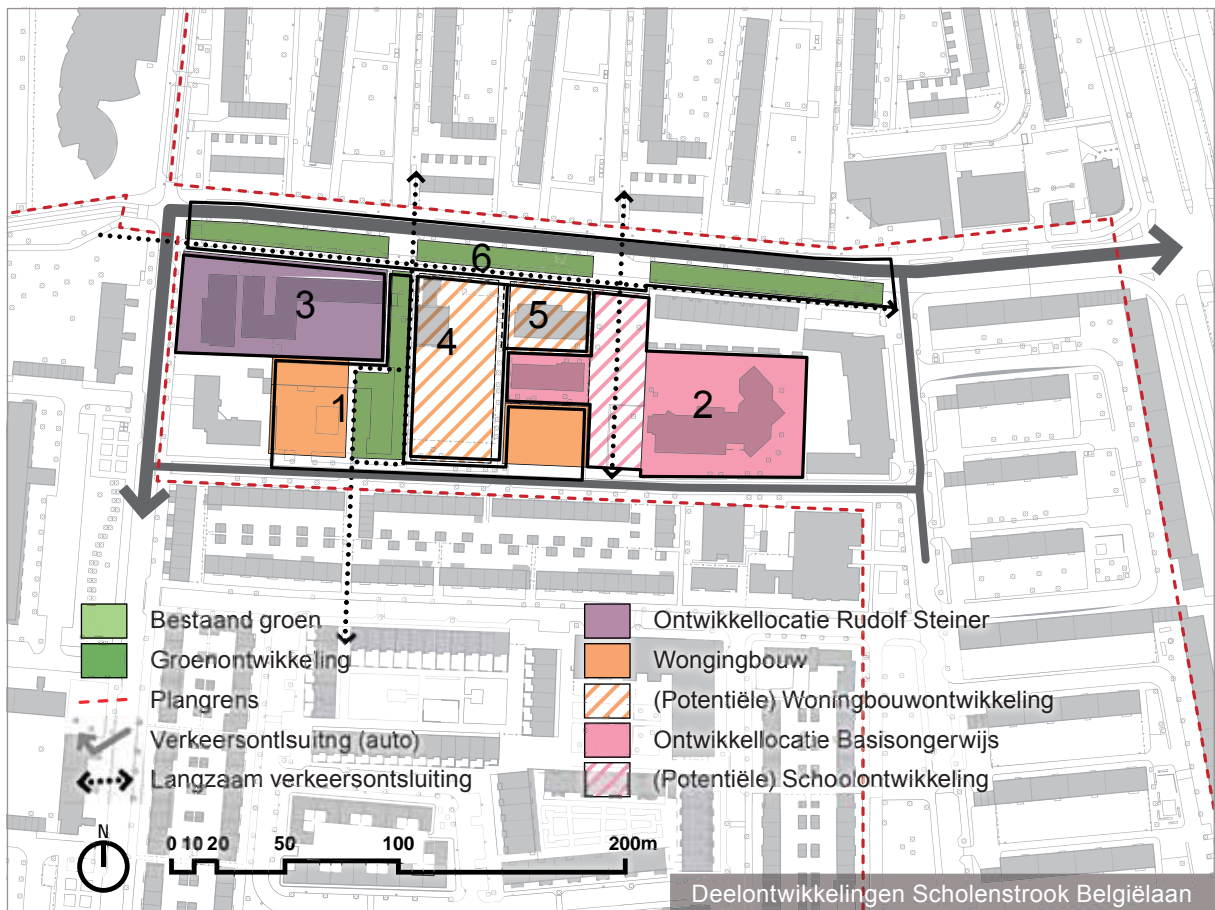 6
3
5
4
1
2
Bestaand groen
Groenontwikkeling
Plangrens
Verkeersontlsuitng (auto)
Langzaam verkeersontsluiting
Ontwikkellocatie Rudolf Steiner
Wongingbouw
(Potentiële) Woningbouwontwikkeling
Ontwikkellocatie Basisongerwijs
(Potentiële) Schoolontwikkeling
N
0 10 20 50 100 200m
Deelontwikkelingen Scholenstrook Belgiëlaan